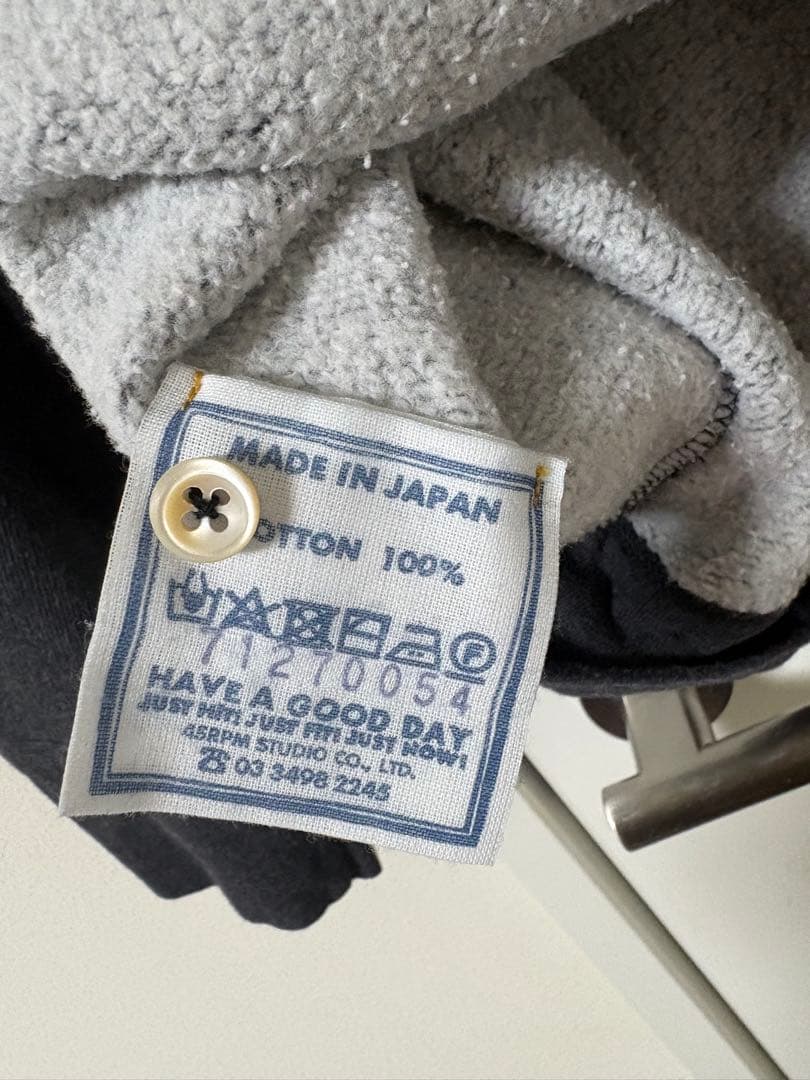 MADE IN JAPAN
COTTON 100%
P
71270054
HAVE A GOOD DAY
JUST HIT! JUST FIT! JUST NOW!
45RPM STUDIO CO., LTD.
☎ 03 3498 2245